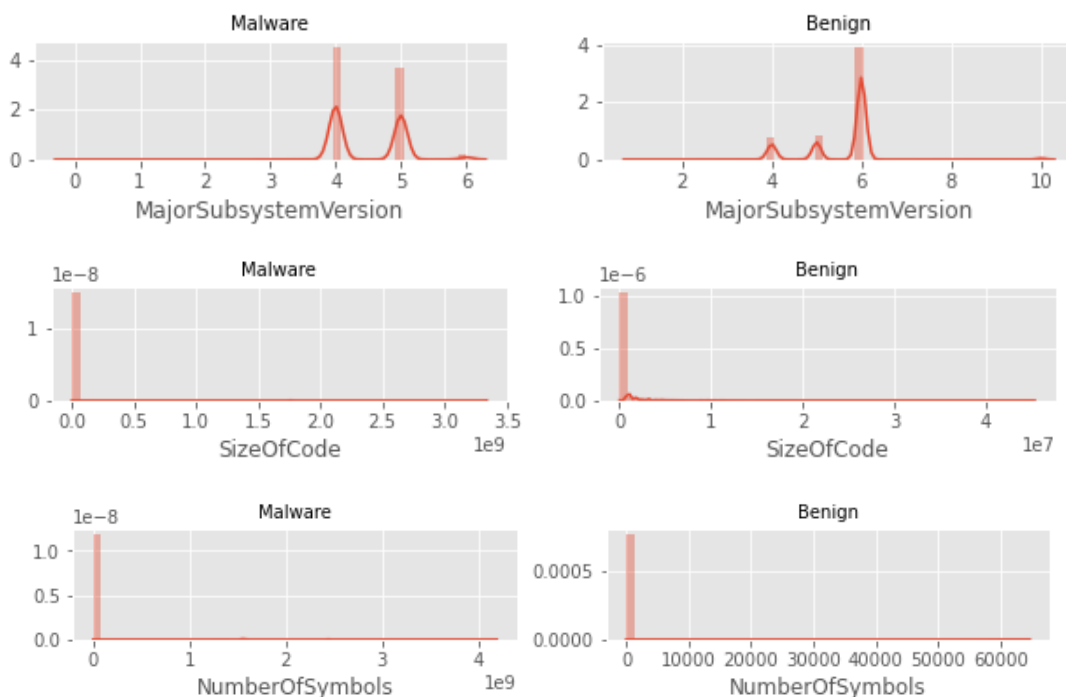 Malware Benign
4
2
0
0 1 2 3 4 5 6
MajorSubsystemVersion
4
2
0
2 4 6 8 10
MajorSubsystemVersion
Malware Benign
1e−8
1
0
0.0 0.5 1.0 1.5 2.0 2.5 3.0 3.5
1e9
SizeOfCode
1e−6
1.0
0.5
0.0
0 1 2 3 4
1e7
SizeOfCode
Malware Benign
1e−8
1.0
0.5
0.0
0 1 2 3 4
1e9
NumberOfSymbols
0.0005
0.0000
0 10000 20000 30000 40000 50000 60000
NumberOfSymbols